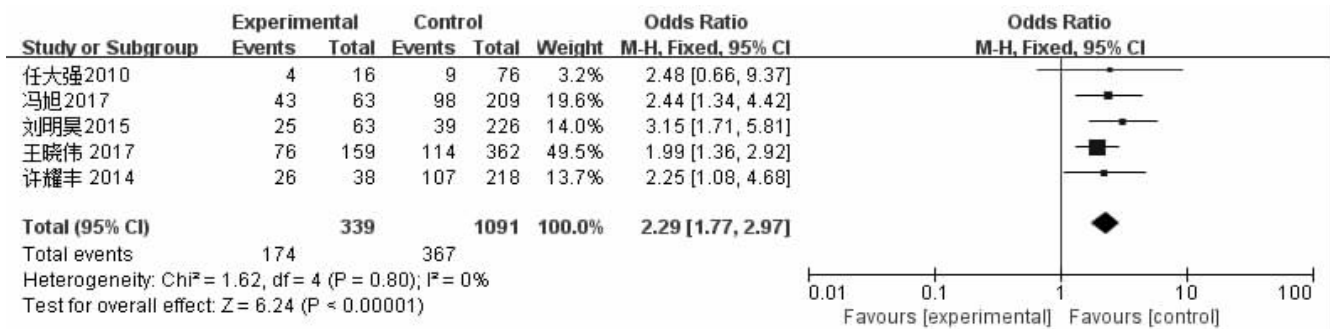 Experimental Control Odds Ratio Odds Ratio
Study or Subgroup Events Total Events Total Weight M-H, Fixed, 95% CI M-H, Fixed, 95% CI
任大强2010 4 16 9 76 3.2% 2.48 [0.66, 9.37]
冯旭2017 43 63 98 209 19.6% 2.44 [1.34, 4.42]
刘明昊2015 25 63 39 226 14.0% 3.15 [1.71, 5.81]
王晓伟 2017 76 159 114 362 49.5% 1.99 [1.36, 2.92]
许耀丰 2014 26 38 107 218 13.7% 2.25 [1.08, 4.68]
Total (95% CI) 339 1091 100.0% 2.29 [1.77, 2.97]
Total events 174 367
Heterogeneity: Chi² = 1.62, df = 4 (P = 0.80); I² = 0%
Test for overall effect: Z = 6.24 (P < 0.00001)
0.01 0.1 1 10 100
Favours [experimental] Favours [control]